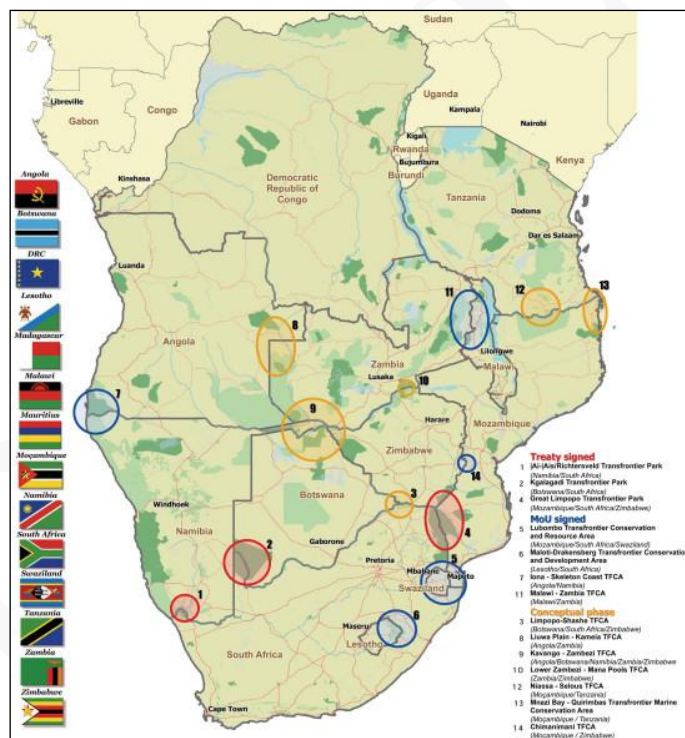 Sudan
Congo
Uganda
Libreville
Kampala
Gabon
Nairobi
Kigali
Rwanda
Kenya
Bujumbura
Burundi
Kinshasa
Democratic
Republic of
Congo
Tanzania
Dodoma
Dar es Salaam
Angola
Botswana
DRC
Lesotho
Madagascar
Malawi
Mauritius
Moçambique
Namibia
South Africa
Swaziland
Tanzania
Zambia
Zimbabwe
Luanda
11
12
13
8
Angola
Zambia
Lusaka
Lilongwe
Malawi
7
10
9
Harare
Mozambique
Zimbabwe
14
Botswana
3
Windhoek
Namibia
4
2
Gaborone
Pretoria
5
Mbabane
Maputo
Swaziland
1
6
Maseru
Lesotho
South Africa
Cape Town
Treaty signed
1 |Ai-|Ais/Richtersveld Transfrontier Park
(Namibia/South Africa)
2 Kgalagadi Transfrontier Park
(Botswana/South Africa)
4 Great Limpopo Transfrontier Park
(Mozambique/South Africa/Zimbabwe)
MoU signed
5 Lubombo Transfrontier Conservation
and Resource Area
(Mozambique/South Africa/Swaziland)
6 Maloti-Drakensberg Transfrontier Conservation
and Development Area
(Lesotho/South Africa)
7 Iona - Skeleton Coast TFCA
(Angola/Namibia)
11 Malawi - Zambia TFCA
(Malawi/Zambia)
Conceptual phase
3 Limpopo-Shashe TFCA
(Botswana/South Africa/Zimbabwe)
8 Liuwa Plain - Kameia TFCA
(Angola/Zambia)
9 Kavango - Zambezi TFCA
(Angola/Botswana/Namibia/Zambia/Zimbabwe
10 Lower Zambezi - Mana Pools TFCA
(Zambia/Zimbabwe)
12 Niassa - Selous TFCA
(Moçambique/Tanzania)
13 Mnazi Bay - Quirimbas Transfrontier Marine
Conservation Area
(Moçambique / Tanzania)
14 Chimanimani TFCA
(Moçambique / Zimbabwe)